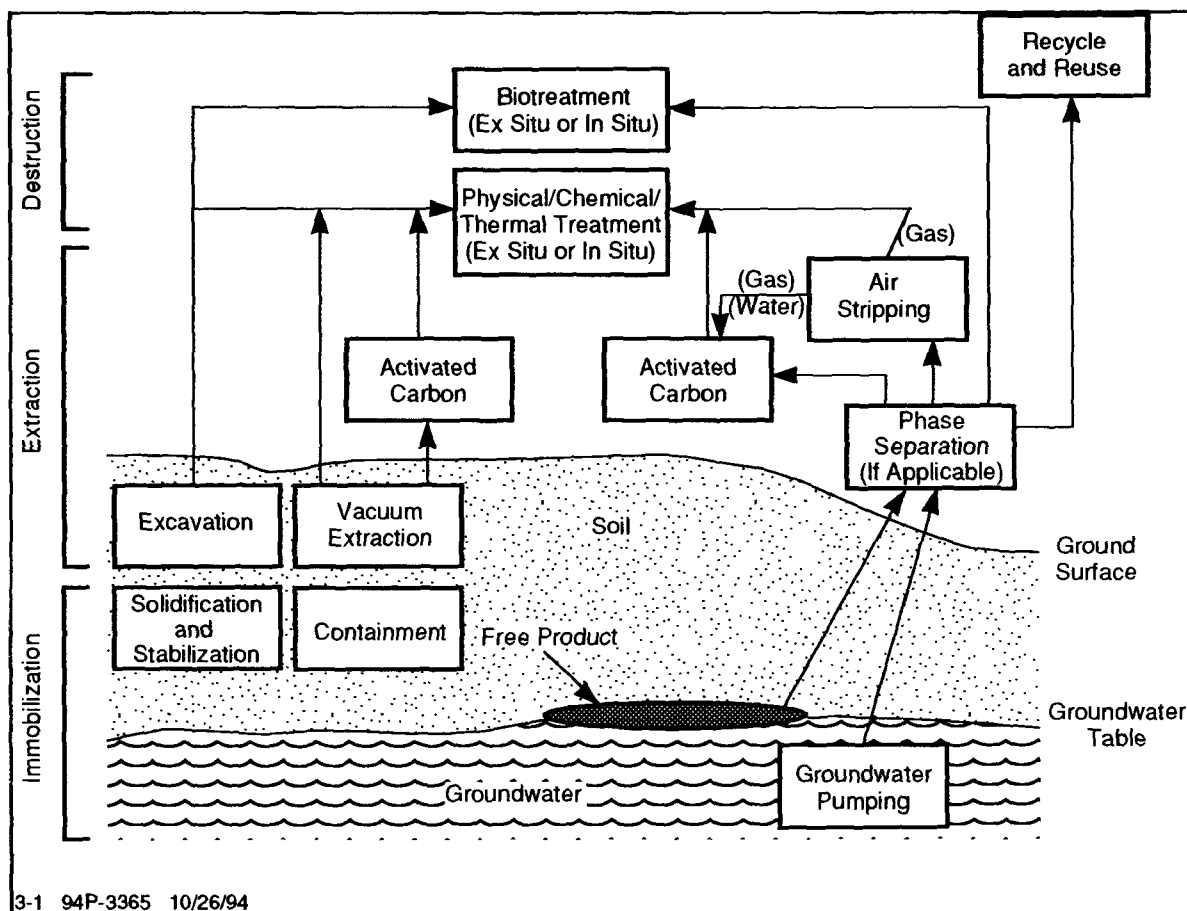 Recycle
and Reuse
Destruction
Biotreatment
(Ex Situ or In Situ)
Physical/Chemical/
Thermal Treatment
(Ex Situ or In Situ)
(Gas)
Extraction
(Gas)
(Water)
Air
Stripping
Activated
Carbon
Activated
Carbon
Phase
Separation
(If Applicable)
Excavation
Vacuum
Extraction
Soil
Ground
Surface
Immobilization
Solidification
and
Stabilization
Containment
Free Product
Groundwater
Table
Groundwater
Groundwater
Pumping
3-1 94P-3365 10/26/94